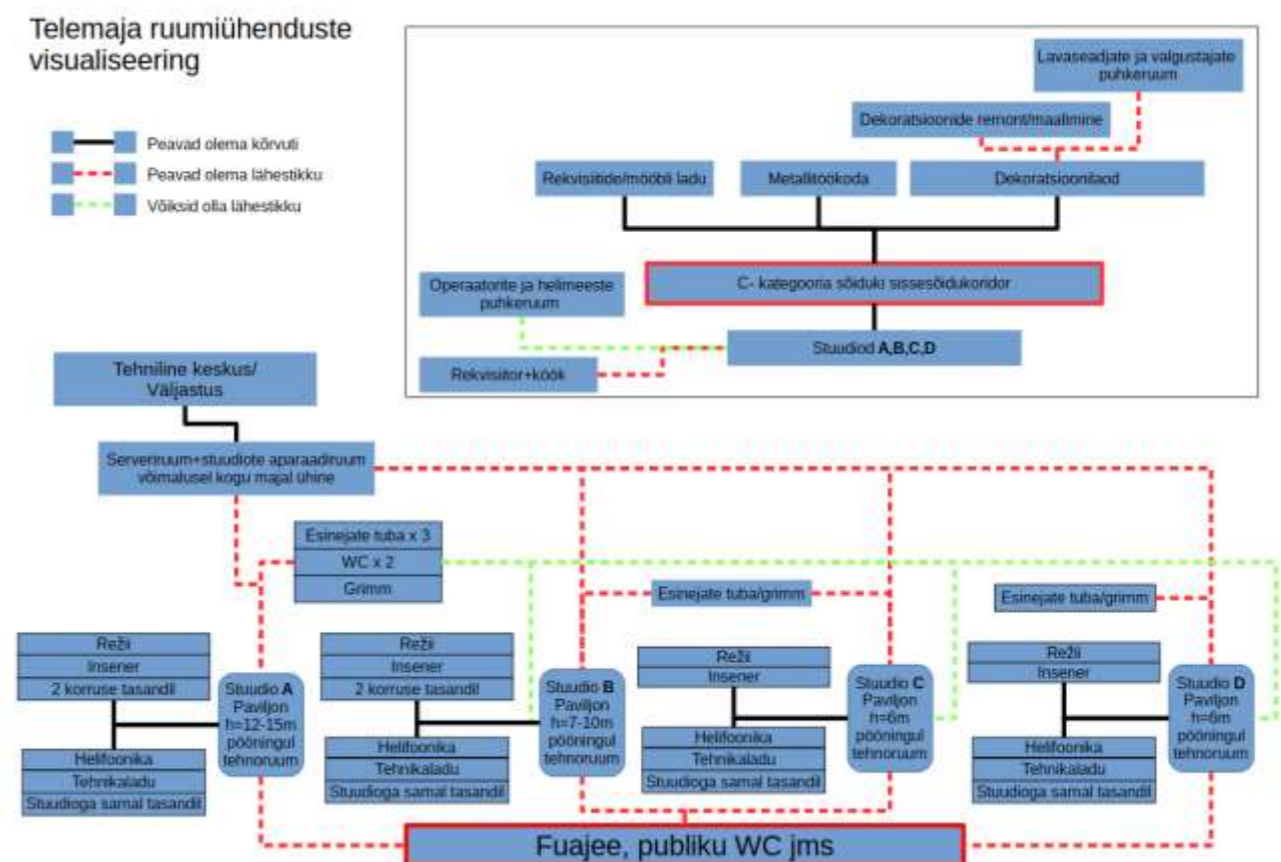 Telemaja ruumiühenduste
visualiseering
Peavad olema kõrvuti
Peavad olema lähestikku
Võiksid olla lähestikku
Lavaseadjate ja valgustajate
puhkeruum
Dekoratsioonide remont/maalimine
Rekvisiitide/mööbli ladu
Metallitöökoda
Dekoratsioonilaod
Operaatorite ja helimeeste
puhkeruum
C- kategooria sõiduki sissesõidukoridor
Stuudiod A,B,C,D
Rekvisiitor+köök
Tehniline keskus/
Väljastus
Serveriruum+stuudiote aparaadiruum
võimalusel kogu majal ühine
Esinejate tuba x 3
WC x 2
Grimm
Esinejate tuba/grimm
Esinejate tuba/grimm
Režii
Insener
2 korruse tasandil
Helifoonika
Tehnikaladu
Stuudioga samal tasandil
Stuudio A
Paviljon
h=12-15m
pööningul
tehnoruum
Režii
Insener
2 korruse tasandil
Helifoonika
Tehnikaladu
Stuudioga samal tasandil
Stuudio B
Paviljon
h=7-10m
pööningul
tehnoruum
Režii
Insener
Helifoonika
Tehnikaladu
Stuudioga samal tasandil
Stuudio C
Paviljon
h=6m
pööningul
tehnoruum
Režii
Insener
Helifoonika
Tehnikaladu
Stuudioga samal tasandil
Stuudio D
Paviljon
h=6m
pööningul
tehnoruum
Fuajee, publiku WC jms